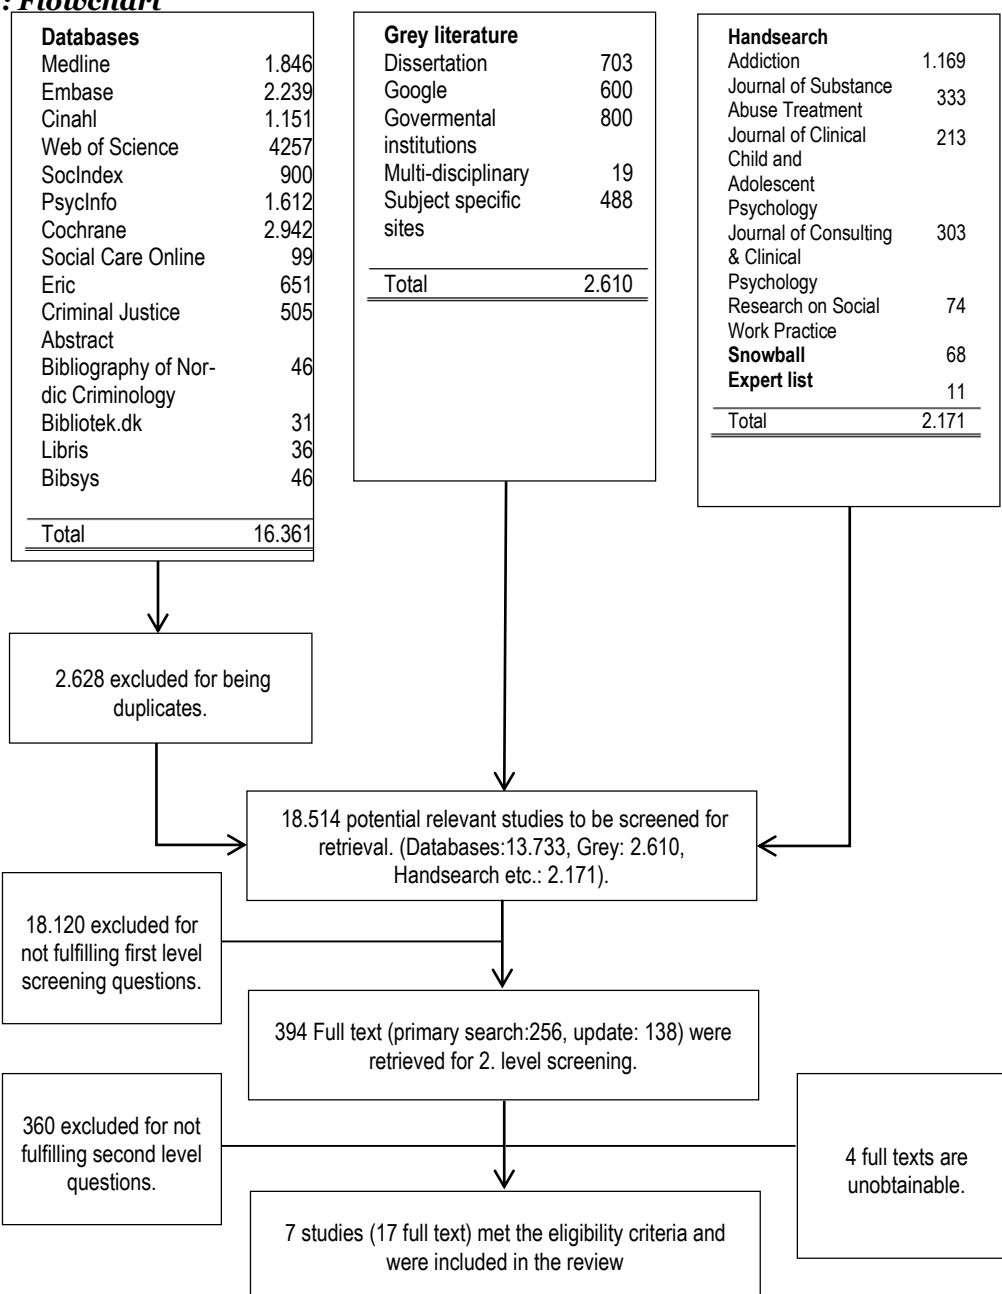 : Flowchart
Databases
Medline 1.846
Embase 2.239
Cinahl 1.151
Web of Science 4257
SocIndex 900
PsycInfo 1.612
Cochrane 2.942
Social Care Online 99
Eric 651
Criminal Justice 505
Abstract
Bibliography of Nor- 46
dic Criminology
Bibliotek.dk 31
Libris 36
Bibsys 46
Total 16.361
Grey literature
Dissertation 703
Google 600
Govermental 800
institutions
Multi-disciplinary 19
Subject specific 488
sites
Total 2.610
Handsearch
Addiction 1.169
Journal of Substance
Abuse Treatment 333
Journal of Clinical 213
Child and
Adolescent
Psychology
Journal of Consulting 303
& Clinical
Psychology
Research on Social 74
Work Practice
Snowball 68
Expert list 11
Total 2.171
2.628 excluded for being
duplicates.
18.514 potential relevant studies to be screened for
retrieval. (Databases:13.733, Grey: 2.610,
Handsearch etc.: 2.171).
18.120 excluded for
not fulfilling first level
screening questions.
394 Full text (primary search:256, update: 138) were
retrieved for 2. level screening.
360 excluded for not
fulfilling second level
questions.
4 full texts are
unobtainable.
7 studies (17 full text) met the eligibility criteria and
were included in the review